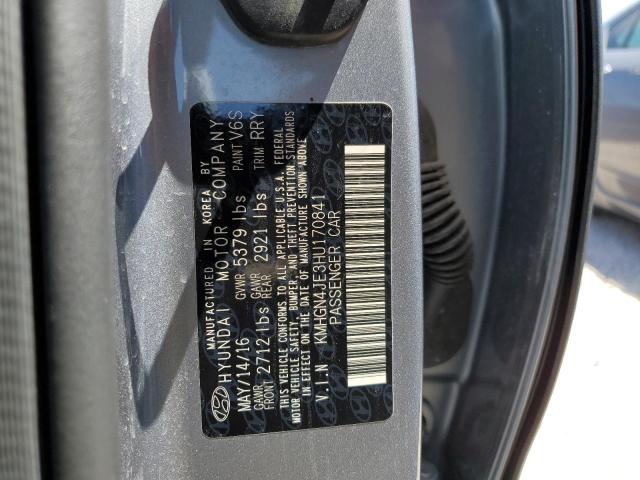 MANUFACTURED IN KOREA BY
HYUNDAI MOTOR COMPANY
MAY/14/16 GVWR 5379 lbs PAINT V6S
GAWR FRONT 2712 lbs GAWR REAR 2921 lbs TRIM RRY
THIS VEHICLE CONFORMS TO ALL APPLICABLE U.S.A. FEDERAL
MOTOR VEHICLE SAFETY, BUMPER, AND THEFT PREVENTION STANDARDS
IN EFFECT ON THE DATE OF MANUFACTURE SHOWN ABOVE
V.I.N KMHGN4JE3HU170841
PASSENGER CAR